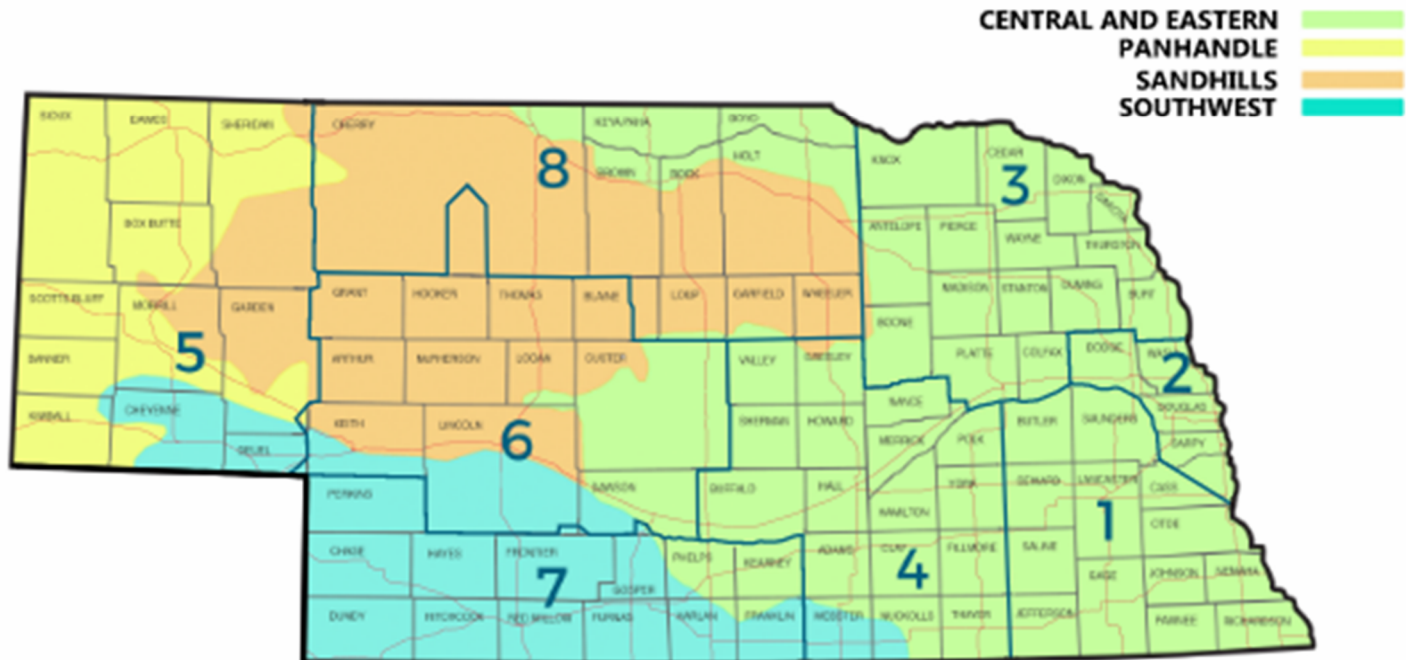 CENTRAL AND EASTERN
PANHANDLE
SANDHILLS
SOUTHWEST
SIOUX DAWES SHERIDAN CHERRY KEYA PAHA BOYD
8
BROWN ROCK HOLT KNOX CEDAR
3
DIXON DAKOTA
BOX BUTTE ANTELOPE PIERCE WAYNE THURSTON
SCOTTS BLUFF MORRILL GARDEN GRANT HOOKER THOMAS BLAINE LOUP GARFIELD WHEELER MADISON STANTON CUMING BURT
BOONE
5
BANNER ARTHUR MCPHERSON LOGAN CUSTER VALLEY GREELEY PLATTE COLFAX DODGE
2
KIMBALL CHEYENNE KEITH LINCOLN SHERMAN HOWARD NANCE BUTLER SAUNDERS DOUGLAS
6
DEUEL MERRICK POLK SARPY
PERKINS DAWSON BUFFALO HALL YORK SEWARD LANCASTER CASS
HAMILTON
1
OTOE
CHASE HAYES FRONTIER PHELPS KEARNEY ADAMS CLAY FILLMORE SALINE
7
GOSPER
4
GAGE JOHNSON NEMAHA
DUNDY HITCHCOCK RED WILLOW FURNAS HARLAN FRANKLIN WEBSTER NUCKOLLS THAYER JEFFERSON PAWNEE RICHARDSON